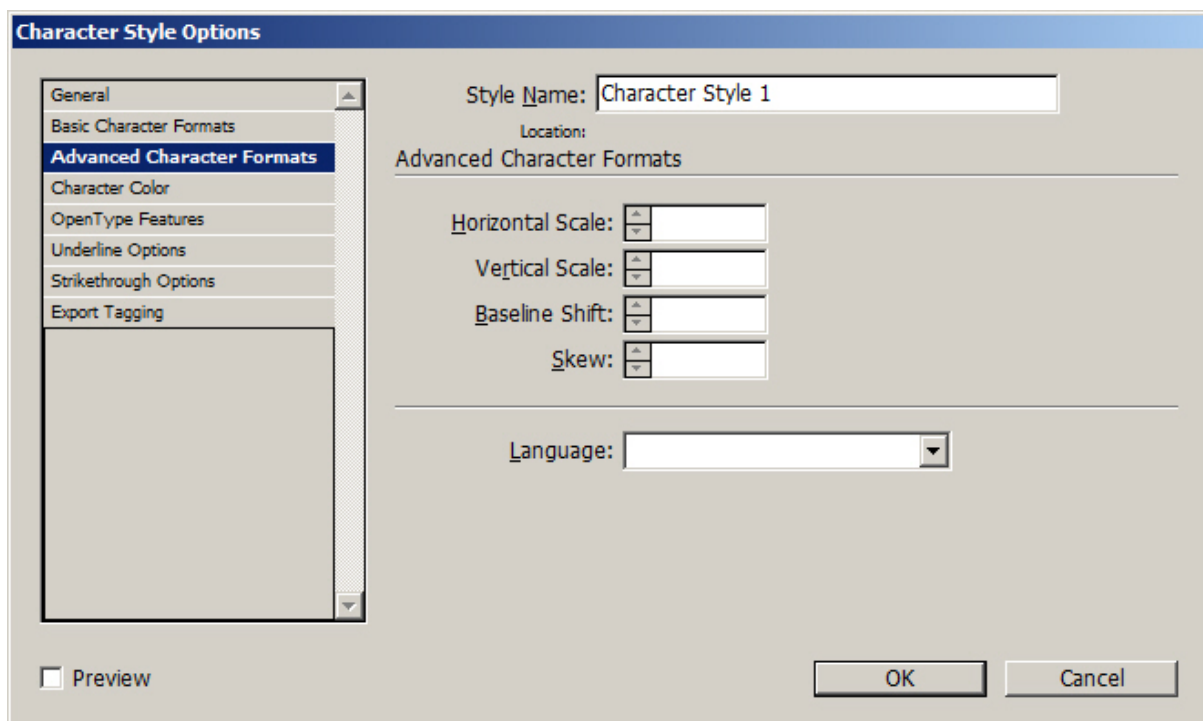 Character Style Options
General
Basic Character Formats
Advanced Character Formats
Character Color
OpenType Features
Underline Options
Strikethrough Options
Export Tagging
Style Name: Character Style 1
Location:
Advanced Character Formats
Horizontal Scale:
Vertical Scale:
Baseline Shift:
Skew:
Language:
Preview
OK
Cancel